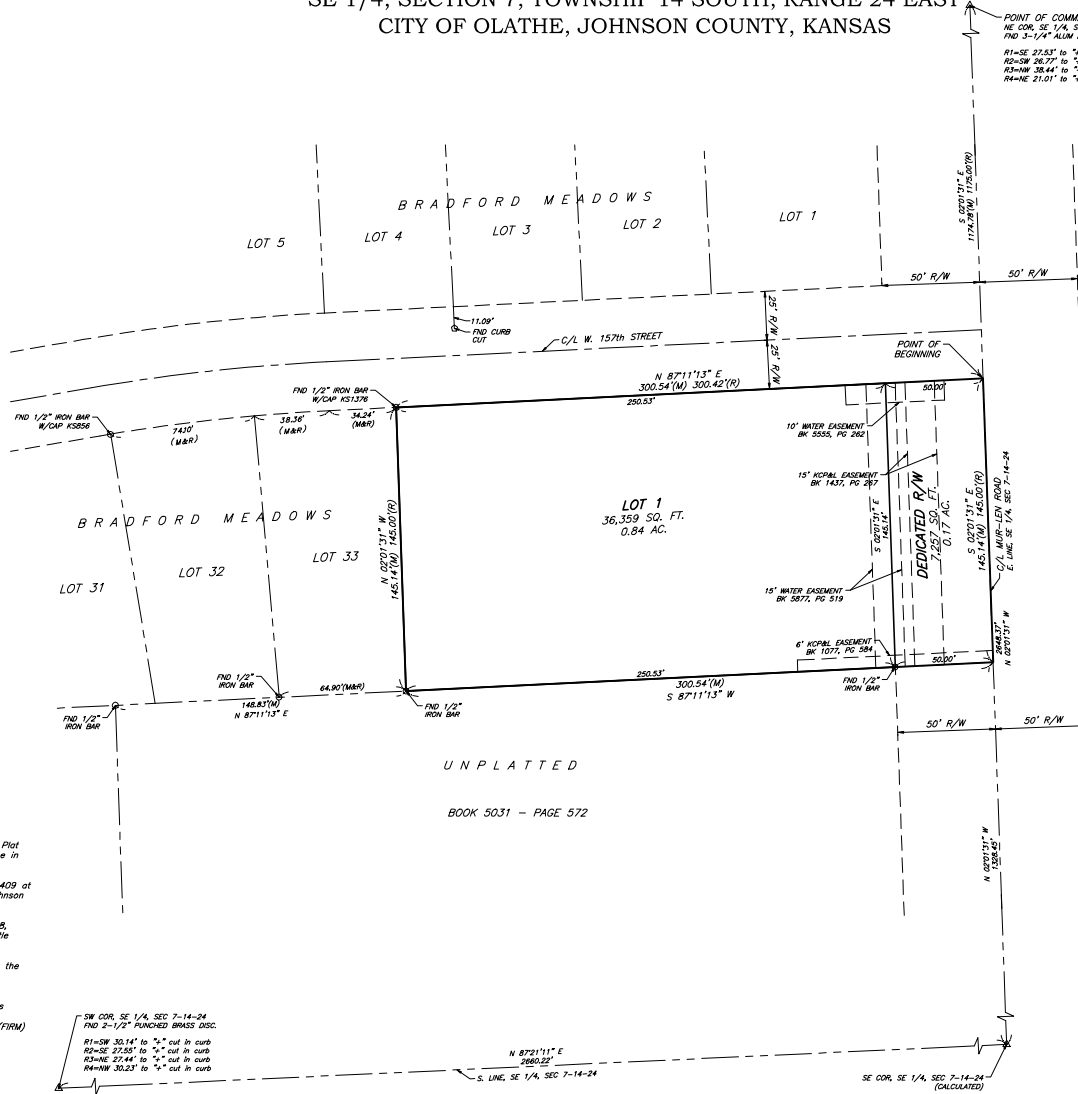 SE 1/4, SECTION 7, TOWNSHIP 14 SOUTH, RANGE 24 EAST
CITY OF OLATHE, JOHNSON COUNTY, KANSAS
POINT OF COMM
NE COR, SE 1/4, S
FND 3-1/4" ALUM
R1=SE 27.53' to "+
R2=SW 26.77' to "+
R3=NW 38.44' to "+
R4=NE 21.01' to "+
S 02°01'31" E
1174.78'(M) 1175.00'(R)
BRADFORD MEADOWS
LOT 5
LOT 4
LOT 3
LOT 2
LOT 1
50' R/W
50' R/W
11.09'
FND CURB
CUT
25' R/W
25' R/W
C/L W. 157th STREET
POINT OF
BEGINNING
N 87°11'13" E
300.54'(M) 300.42'(R)
250.53'
50.00'
FND 1/2" IRON BAR
W/CAP KS1376
FND 1/2" IRON BAR
W/CAP KS856
74.10'
(M&R)
38.36'
(M&R)
34.24'
(M&R)
10' WATER EASEMENT
BK 5555, PG 262
15' KCP&L EASEMENT
BK 1437, PG 267
BRADFORD MEADOWS
LOT 31
LOT 32
LOT 33
N 02°01'31" W
145.14'(M) 145.00'(R)
LOT 1
36,359 SQ. FT.
0.84 AC.
S 02°01'31" E
145.14'
DEDICATED R/W
7,257 SQ. FT.
0.17 AC.
S 02°01'31" E
145.14'(M) 145.00'(R)
C/L MUR-LEN ROAD
E. LINE, SE 1/4, SEC 7-14-24
15' WATER EASEMENT
BK 5877, PG 519
6' KCP&L EASEMENT
BK 1077, PG 584
2648.37'
N 02°01'31" W
FND 1/2"
IRON BAR
64.90'(M&R)
148.83'(M)
N 87°11'13" E
FND 1/2"
IRON BAR
FND 1/2"
IRON BAR
250.53'
300.54'(M)
S 87°11'13" W
50.00'
FND 1/2"
IRON BAR
50' R/W
50' R/W
UNPLATTED
BOOK 5031 - PAGE 572
N 02°01'31" W
1328.45'
Plat
e in
409 at
hnson
8,
tle
the
s
(FIRM)
SW COR, SE 1/4, SEC 7-14-24
FND 2-1/2" PUNCHED BRASS DISC.
R1=SW 30.14' to "+" cut in curb
R2=SE 27.55' to "+" cut in curb
R3=NE 27.44' to "+" cut in curb
R4=NW 30.23' to "+" cut in curb
N 87°21'11" E
2660.22'
S. LINE, SE 1/4, SEC 7-14-24
SE COR, SE 1/4, SEC 7-14-24
(CALCULATED)